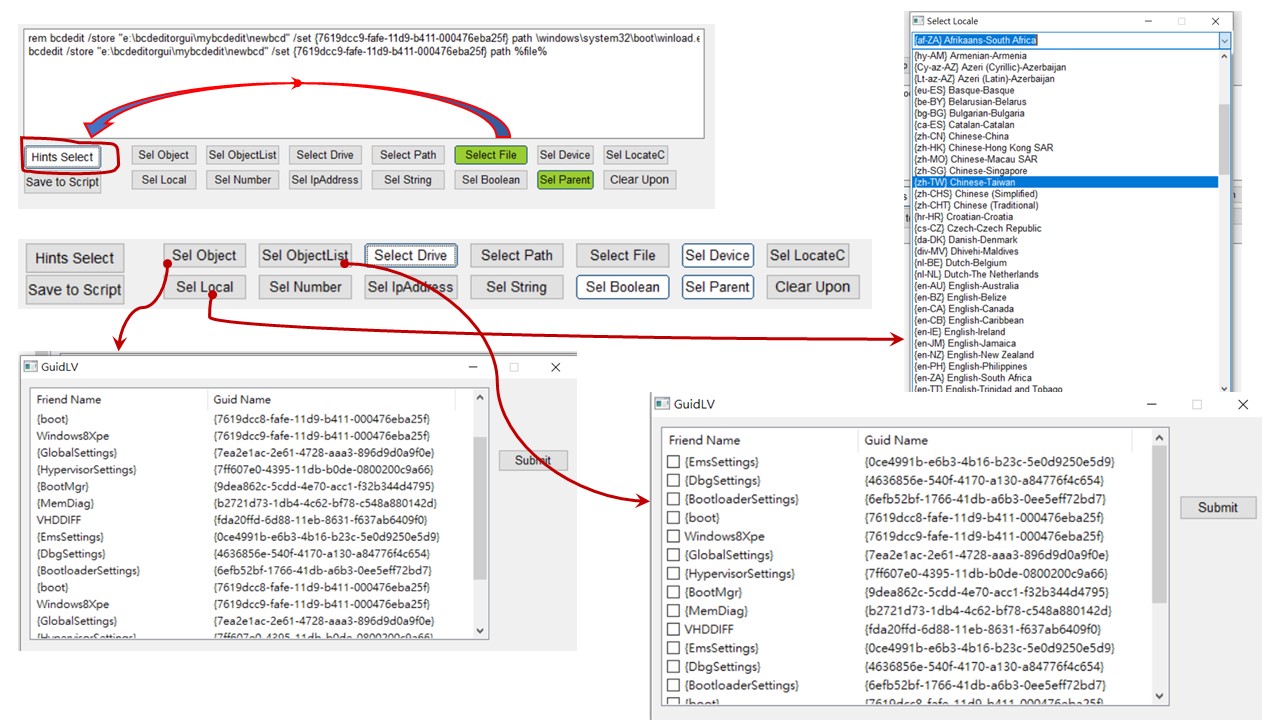 rem bcdedit /store "e:\bcdeditorgui\mybcdedit\newbcd" /set {7619dcc9-fafe-11d9-b411-000476eba25f} path \windows\system32\boot\winload.e
bcdedit /store "e:\bcdeditorgui\mybcdedit\newbcd" /set {7619dcc9-fafe-11d9-b411-000476eba25f} path %file%
Hints Select Sel Object Sel ObjectList Select Drive Select Path Select File Sel Device Sel LocateC
Save to Script Sel Local Sel Number Sel IpAddress Sel String Sel Boolean Sel Parent Clear Upon
Hints Select Sel Object Sel ObjectList Select Drive Select Path Select File Sel Device Sel LocateC
Save to Script Sel Local Sel Number Sel IpAddress Sel String Sel Boolean Sel Parent Clear Upon
Select Locale
{af-ZA} Afrikaans-South Africa
{hy-AM} Armenian-Armenia
{Cy-az-AZ} Azeri (Cyrillic)-Azerbaijan
{Lt-az-AZ} Azeri (Latin)-Azerbaijan
{eu-ES} Basque-Basque
{be-BY} Belarusian-Belarus
{bg-BG} Bulgarian-Bulgaria
{ca-ES} Catalan-Catalan
{zh-CN} Chinese-China
{zh-HK} Chinese-Hong Kong SAR
{zh-MO} Chinese-Macau SAR
{zh-SG} Chinese-Singapore
{zh-TW} Chinese-Taiwan
{zh-CHS} Chinese (Simplified)
{zh-CHT} Chinese (Traditional)
{hr-HR} Croatian-Croatia
{cs-CZ} Czech-Czech Republic
{da-DK} Danish-Denmark
{div-MV} Dhivehi-Maldives
{nl-BE} Dutch-Belgium
{nl-NL} Dutch-The Netherlands
{en-AU} English-Australia
{en-BZ} English-Belize
{en-CA} English-Canada
{en-CB} English-Caribbean
{en-IE} English-Ireland
{en-JM} English-Jamaica
{en-NZ} English-New Zealand
{en-PH} English-Philippines
{en-ZA} English-South Africa
{en-TT} English-Trinidad and Tobago
GuidLV
Friend Name Guid Name
{boot} {7619dcc8-fafe-11d9-b411-000476eba25f}
Windows8Xpe {7619dcc9-fafe-11d9-b411-000476eba25f}
{GlobalSettings} {7ea2e1ac-2e61-4728-aaa3-896d9d0a9f0e}
{HypervisorSettings} {7ff607e0-4395-11db-b0de-0800200c9a66}
{BootMgr} {9dea862c-5cdd-4e70-acc1-f32b344d4795}
{MemDiag} {b2721d73-1db4-4c62-bf78-c548a880142d}
VHDDIFF {fda20ffd-6d88-11eb-8631-f637ab6409f0}
{EmsSettings} {0ce4991b-e6b3-4b16-b23c-5e0d9250e5d9}
{DbgSettings} {4636856e-540f-4170-a130-a84776f4c654}
{BootloaderSettings} {6efb52bf-1766-41db-a6b3-0ee5eff72bd7}
{boot} {7619dcc8-fafe-11d9-b411-000476eba25f}
Windows8Xpe {7619dcc9-fafe-11d9-b411-000476eba25f}
{GlobalSettings} {7ea2e1ac-2e61-4728-aaa3-896d9d0a9f0e}
{HypervisorSettings} {7ff607e0-4395-11db-b0de-0800200c9a66}
Submit
GuidLV
Friend Name Guid Name
{EmsSettings} {0ce4991b-e6b3-4b16-b23c-5e0d9250e5d9}
{DbgSettings} {4636856e-540f-4170-a130-a84776f4c654}
{BootloaderSettings} {6efb52bf-1766-41db-a6b3-0ee5eff72bd7}
{boot} {7619dcc8-fafe-11d9-b411-000476eba25f}
Windows8Xpe {7619dcc9-fafe-11d9-b411-000476eba25f}
{GlobalSettings} {7ea2e1ac-2e61-4728-aaa3-896d9d0a9f0e}
{HypervisorSettings} {7ff607e0-4395-11db-b0de-0800200c9a66}
{BootMgr} {9dea862c-5cdd-4e70-acc1-f32b344d4795}
{MemDiag} {b2721d73-1db4-4c62-bf78-c548a880142d}
VHDDIFF {fda20ffd-6d88-11eb-8631-f637ab6409f0}
{EmsSettings} {0ce4991b-e6b3-4b16-b23c-5e0d9250e5d9}
{DbgSettings} {4636856e-540f-4170-a130-a84776f4c654}
{BootloaderSettings} {6efb52bf-1766-41db-a6b3-0ee5eff72bd7}
{boot} {7619dcc8-fafe-11d9-b411-000476eba25f}
Submit